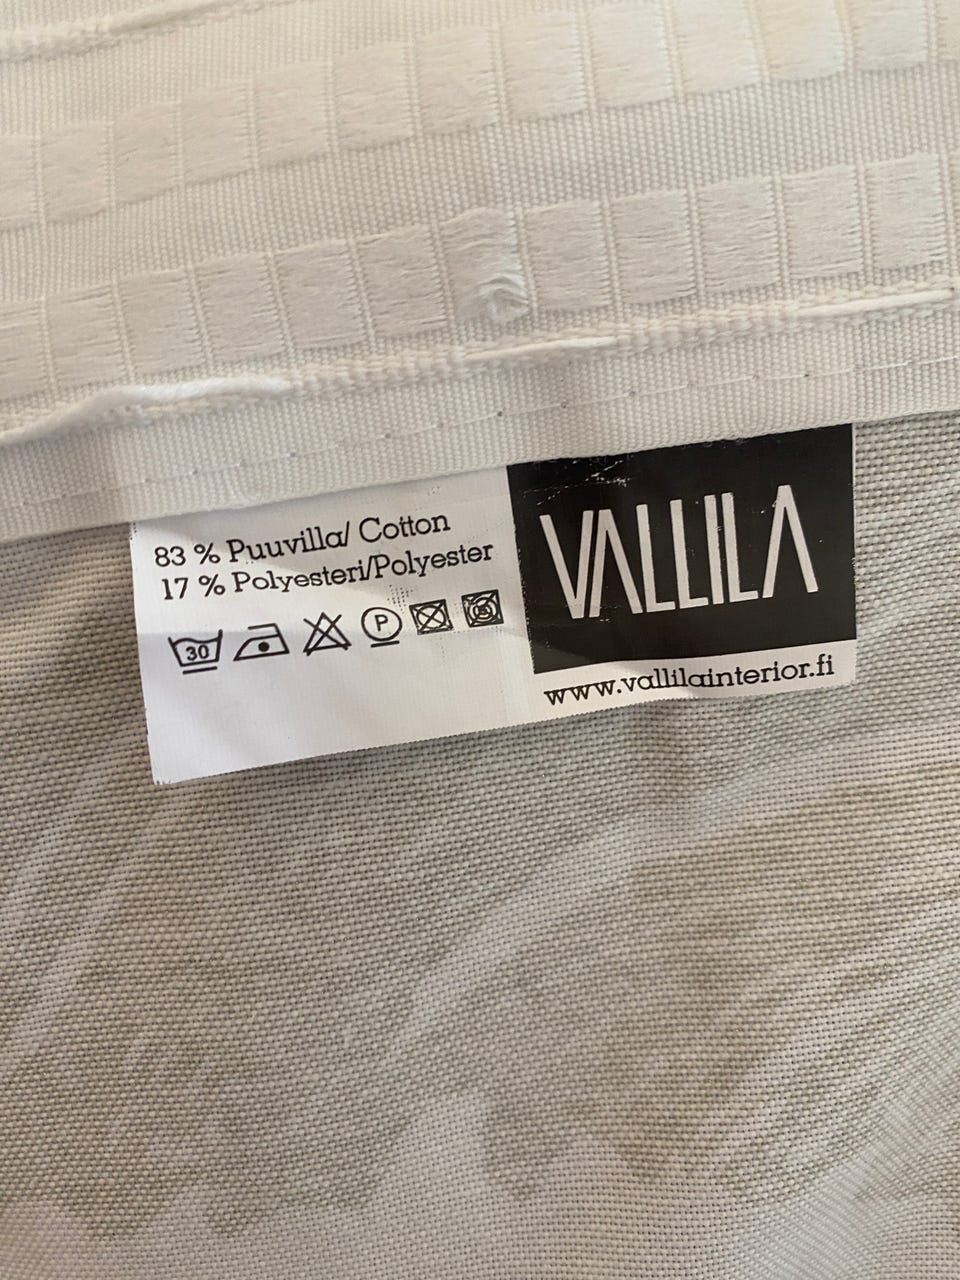 83 % Puuvilla/ Cotton
17 % Polyesteri/Polyester
30
P
VALLILA
www.vallilainterior.fi